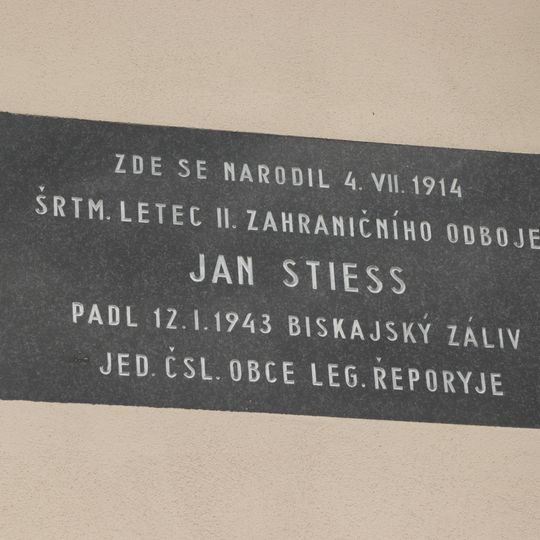 ZDE SE NARODIL 4. VII. 1914
ŠRTM. LETEC II. ZAHRANIČNÍHO ODBOJE
JAN STIESS
PADL 12. I. 1943 BISKAJSKÝ ZÁLIV
JED. ČSL. OBCE LEG. ŘEPORYJE